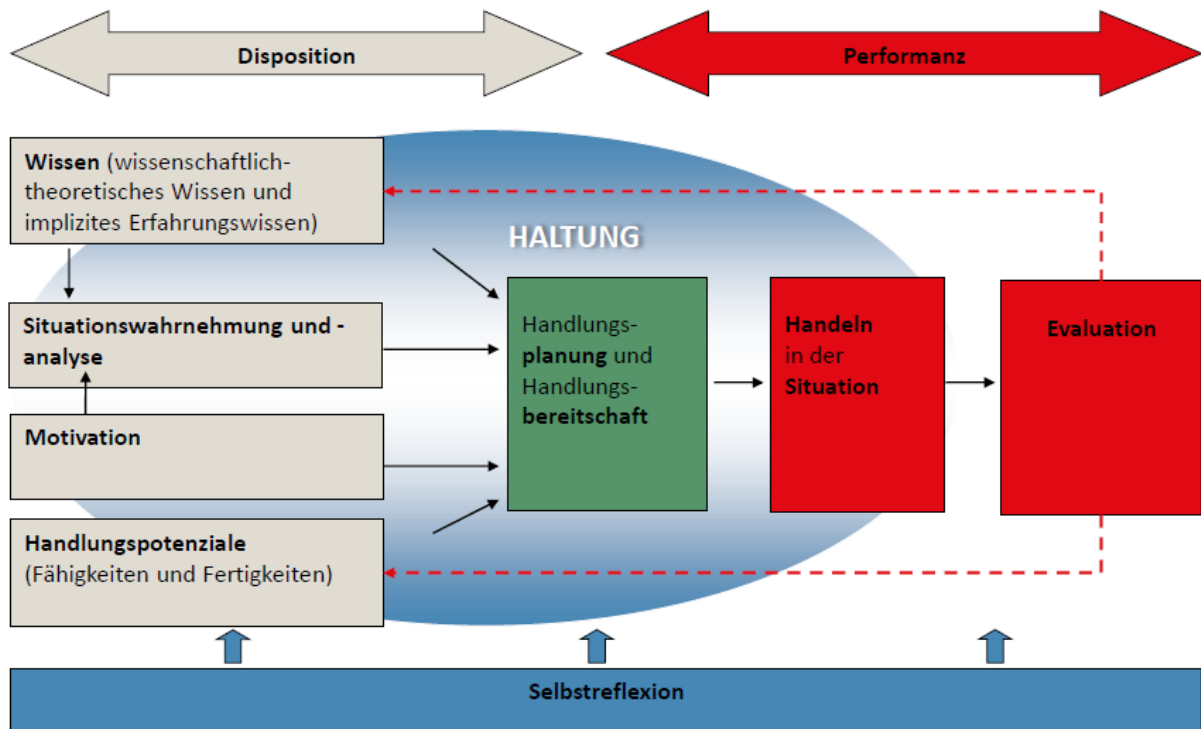 Disposition
Performanz
Wissen (wissenschaftlich-
theoretisches Wissen und
implizites Erfahrungswissen)
HALTUNG
Situationswahrnehmung und -
analyse
Motivation
Handlungspotenziale
(Fähigkeiten und Fertigkeiten)
Handlungs-
planung und
Handlungs-
bereitschaft
Handeln
in der
Situation
Evaluation
Selbstreflexion